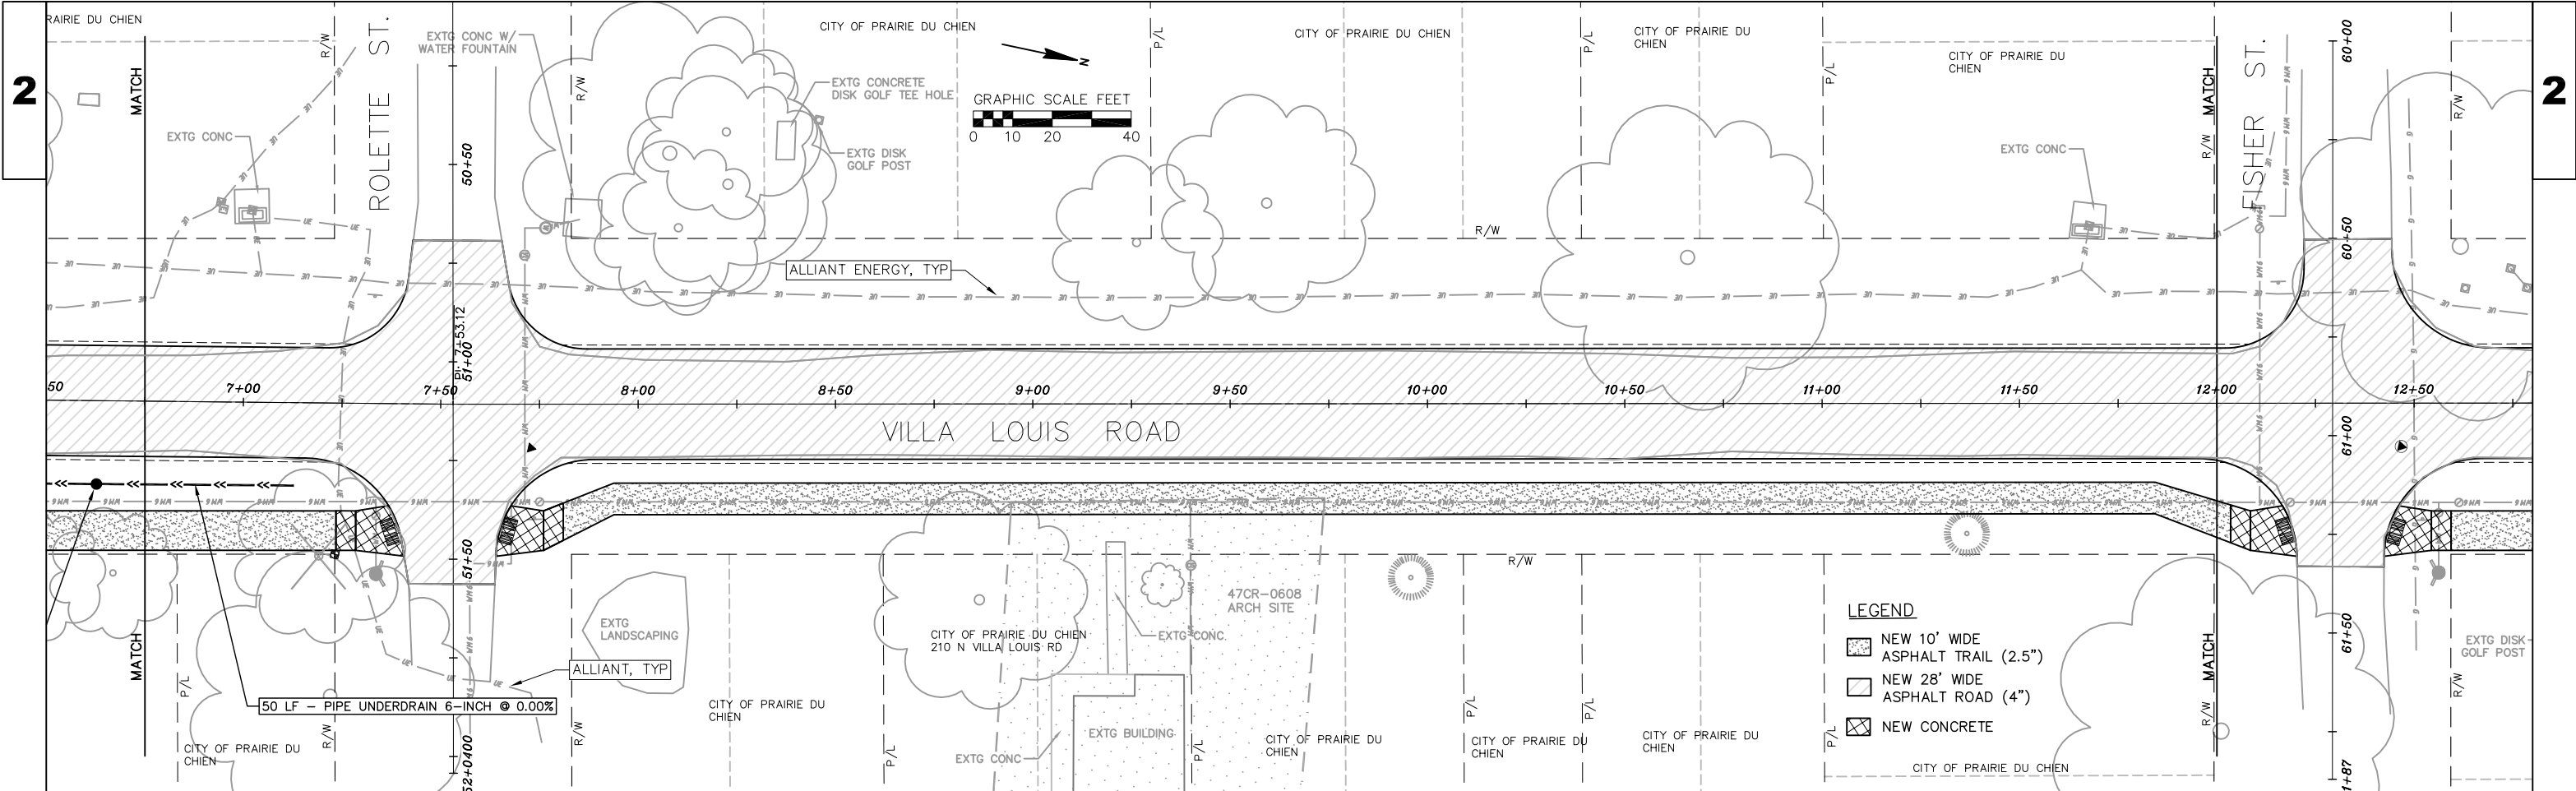 RAIRIE DU CHIEN
2
MATCH
R/W
ROLETTE ST.
EXTG CONC W/
WATER FOUNTAIN
R/W
CITY OF PRAIRIE DU CHIEN
N
P/L
CITY OF PRAIRIE DU CHIEN
P/L
CITY OF PRAIRIE DU
CHIEN
P/L
CITY OF PRAIRIE DU
CHIEN
MATCH
R/W
FISHER ST.
60+00
R/W
2
EXTG CONCRETE
DISK GOLF TEE HOLE
GRAPHIC SCALE FEET
0 10 20 40
EXTG CONC
50+50
EXTG DISK
GOLF POST
EXTG CONC
R/W
60+50
ALLIANT ENERGY, TYP
PI 7+53.12
51+00
50
7+00
7+50
8+00
8+50
9+00
9+50
10+00
10+50
11+00
11+50
12+00
12+50
VILLA LOUIS ROAD
61+00
51+50
R/W
EXTG
LANDSCAPING
CITY OF PRAIRIE DU CHIEN
210 N VILLA LOUIS RD
EXTG CONC.
47CR-0608
ARCH SITE
LEGEND
NEW 10' WIDE
ASPHALT TRAIL (2.5")
NEW 28' WIDE
ASPHALT ROAD (4")
NEW CONCRETE
MATCH
P/L
ALLIANT, TYP
50 LF - PIPE UNDERDRAIN 6-INCH @ 0.00%
MATCH
61+50
EXTG DISK
GOLF POST
R/W
CITY OF PRAIRIE DU
CHIEN
R/W
52+0400
R/W
CITY OF PRAIRIE DU
CHIEN
P/L
EXTG CONC
EXTG BUILDING
P/L
CITY OF PRAIRIE DU
CHIEN
P/L
CITY OF PRAIRIE DU
CHIEN
P/L
CITY OF PRAIRIE DU
CHIEN
P/L
CITY OF PRAIRIE DU CHIEN
R/W
1+87
UE
WM6
G